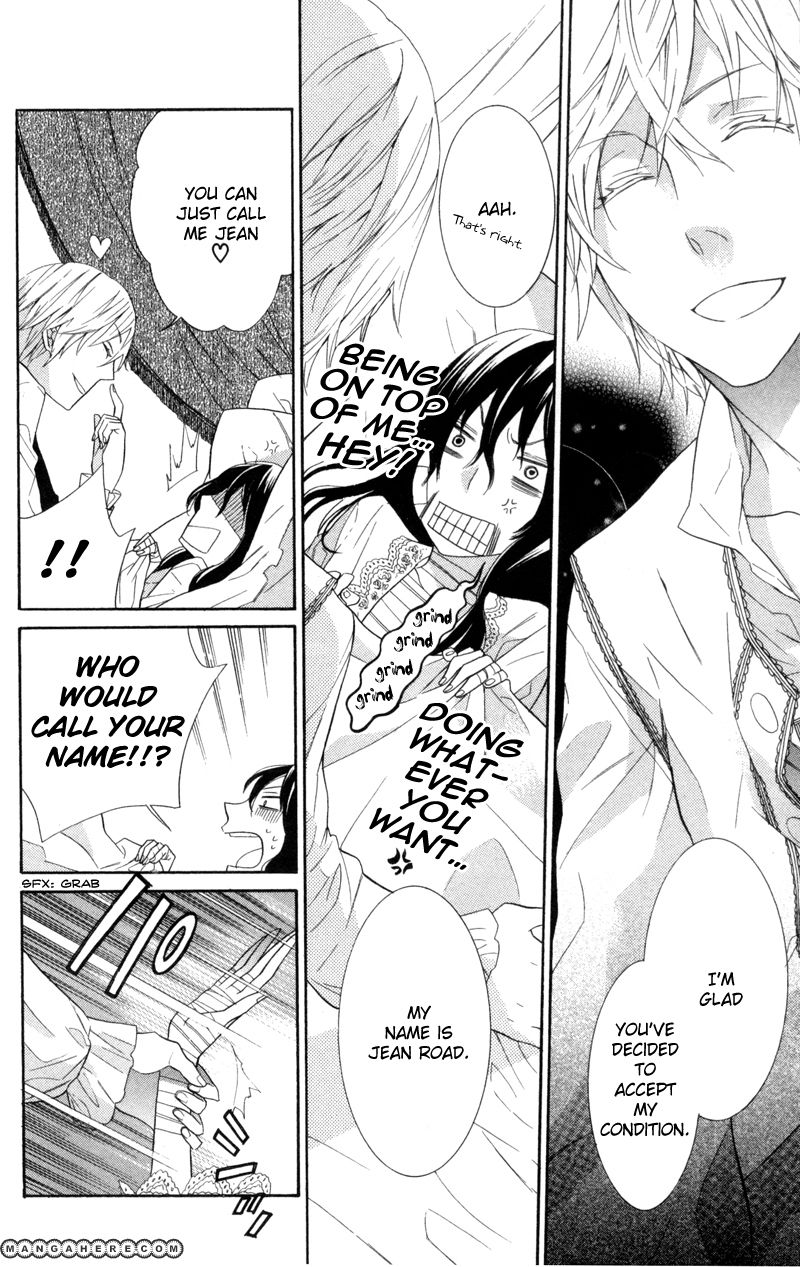 I'M
GLAD
YOU'VE
DECIDED
TO
ACCEPT
MY
CONDITION.
AAH.
That's right.
BEING
ON TOP
OF ME...
HEY!
grind
grind
grind
grind
DOING
WHAT-
EVER
YOU
WANT...
MY
NAME IS
JEAN ROAD.
YOU CAN
JUST CALL
ME JEAN
♡
!!
WHO
WOULD
CALL YOUR
NAME!!?
SFX: GRAB
ガシ
MANGAHERE.COM